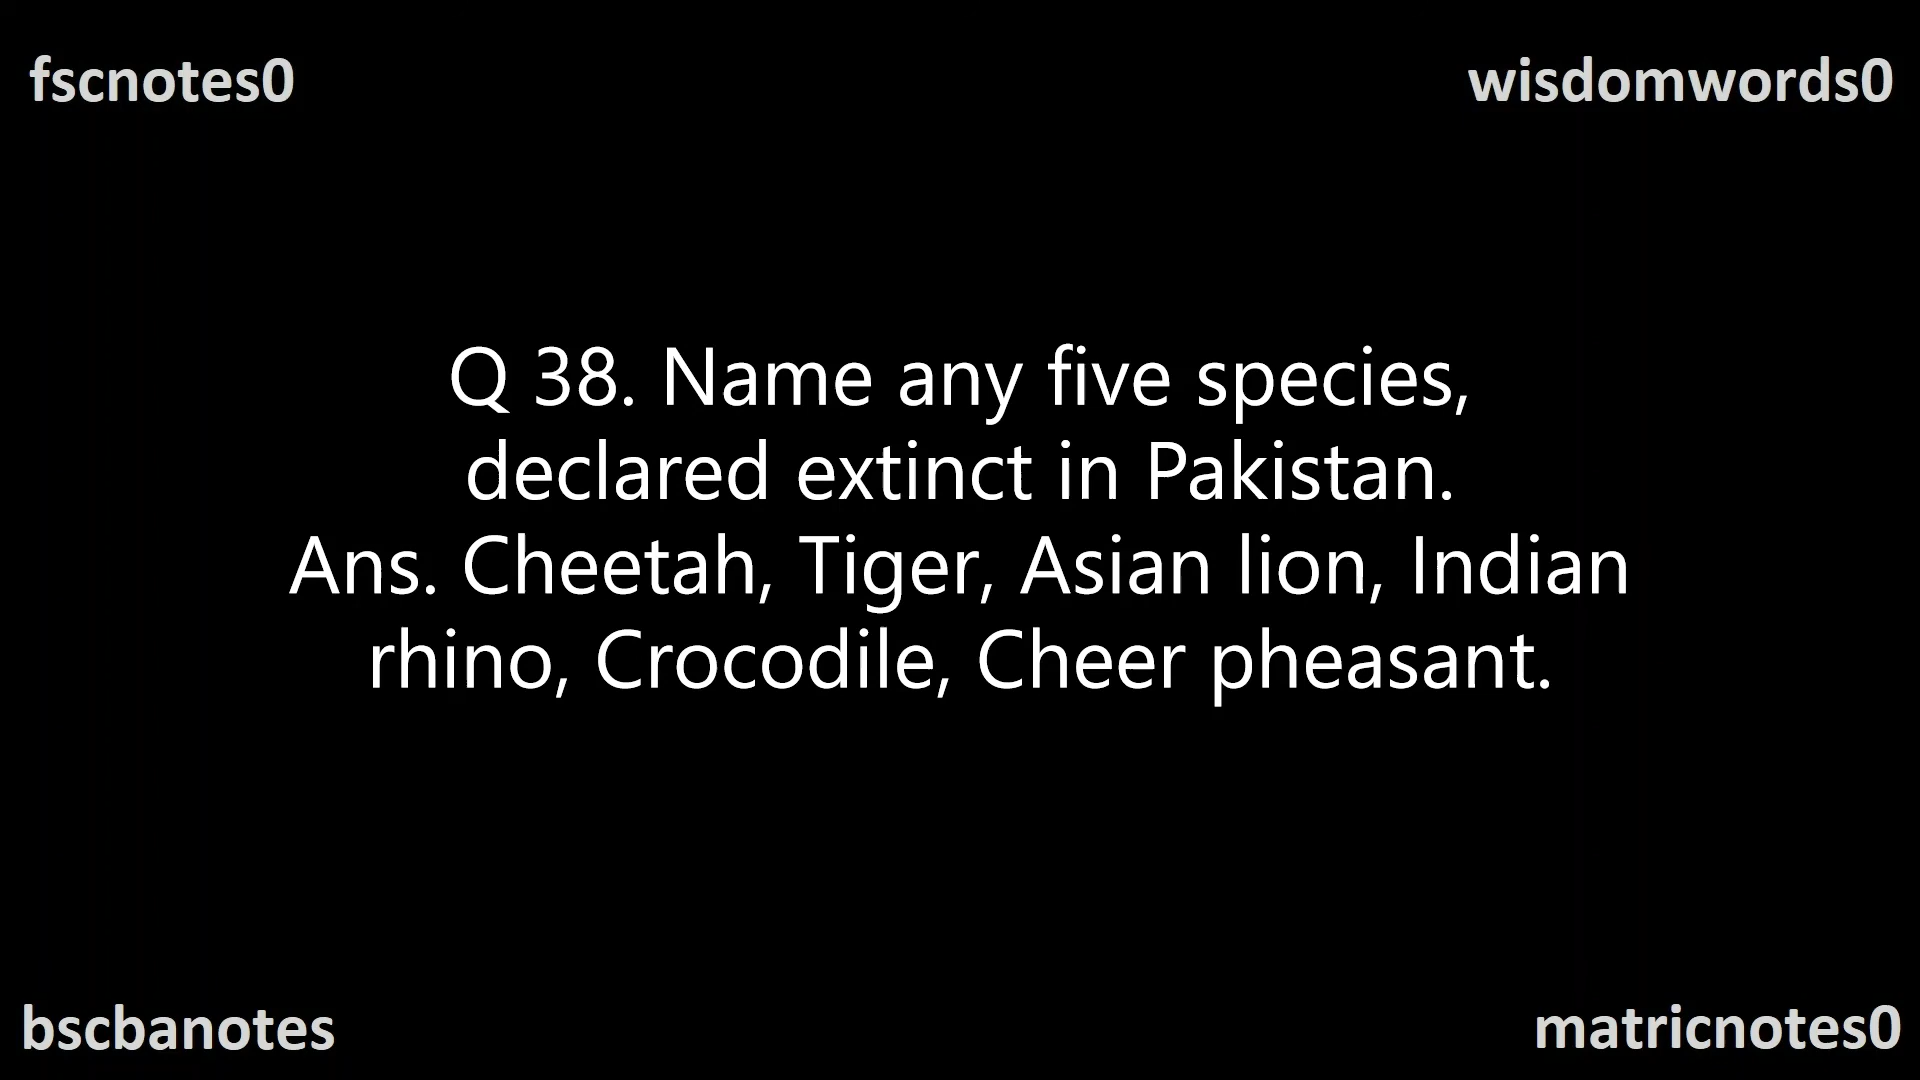 fscnotes0
wisdomwords0
Q 38. Name any five species,
declared extinct in Pakistan.
Ans. Cheetah, Tiger, Asian lion, Indian
rhino, Crocodile, Cheer pheasant.
bscbanotes
matricnotes0